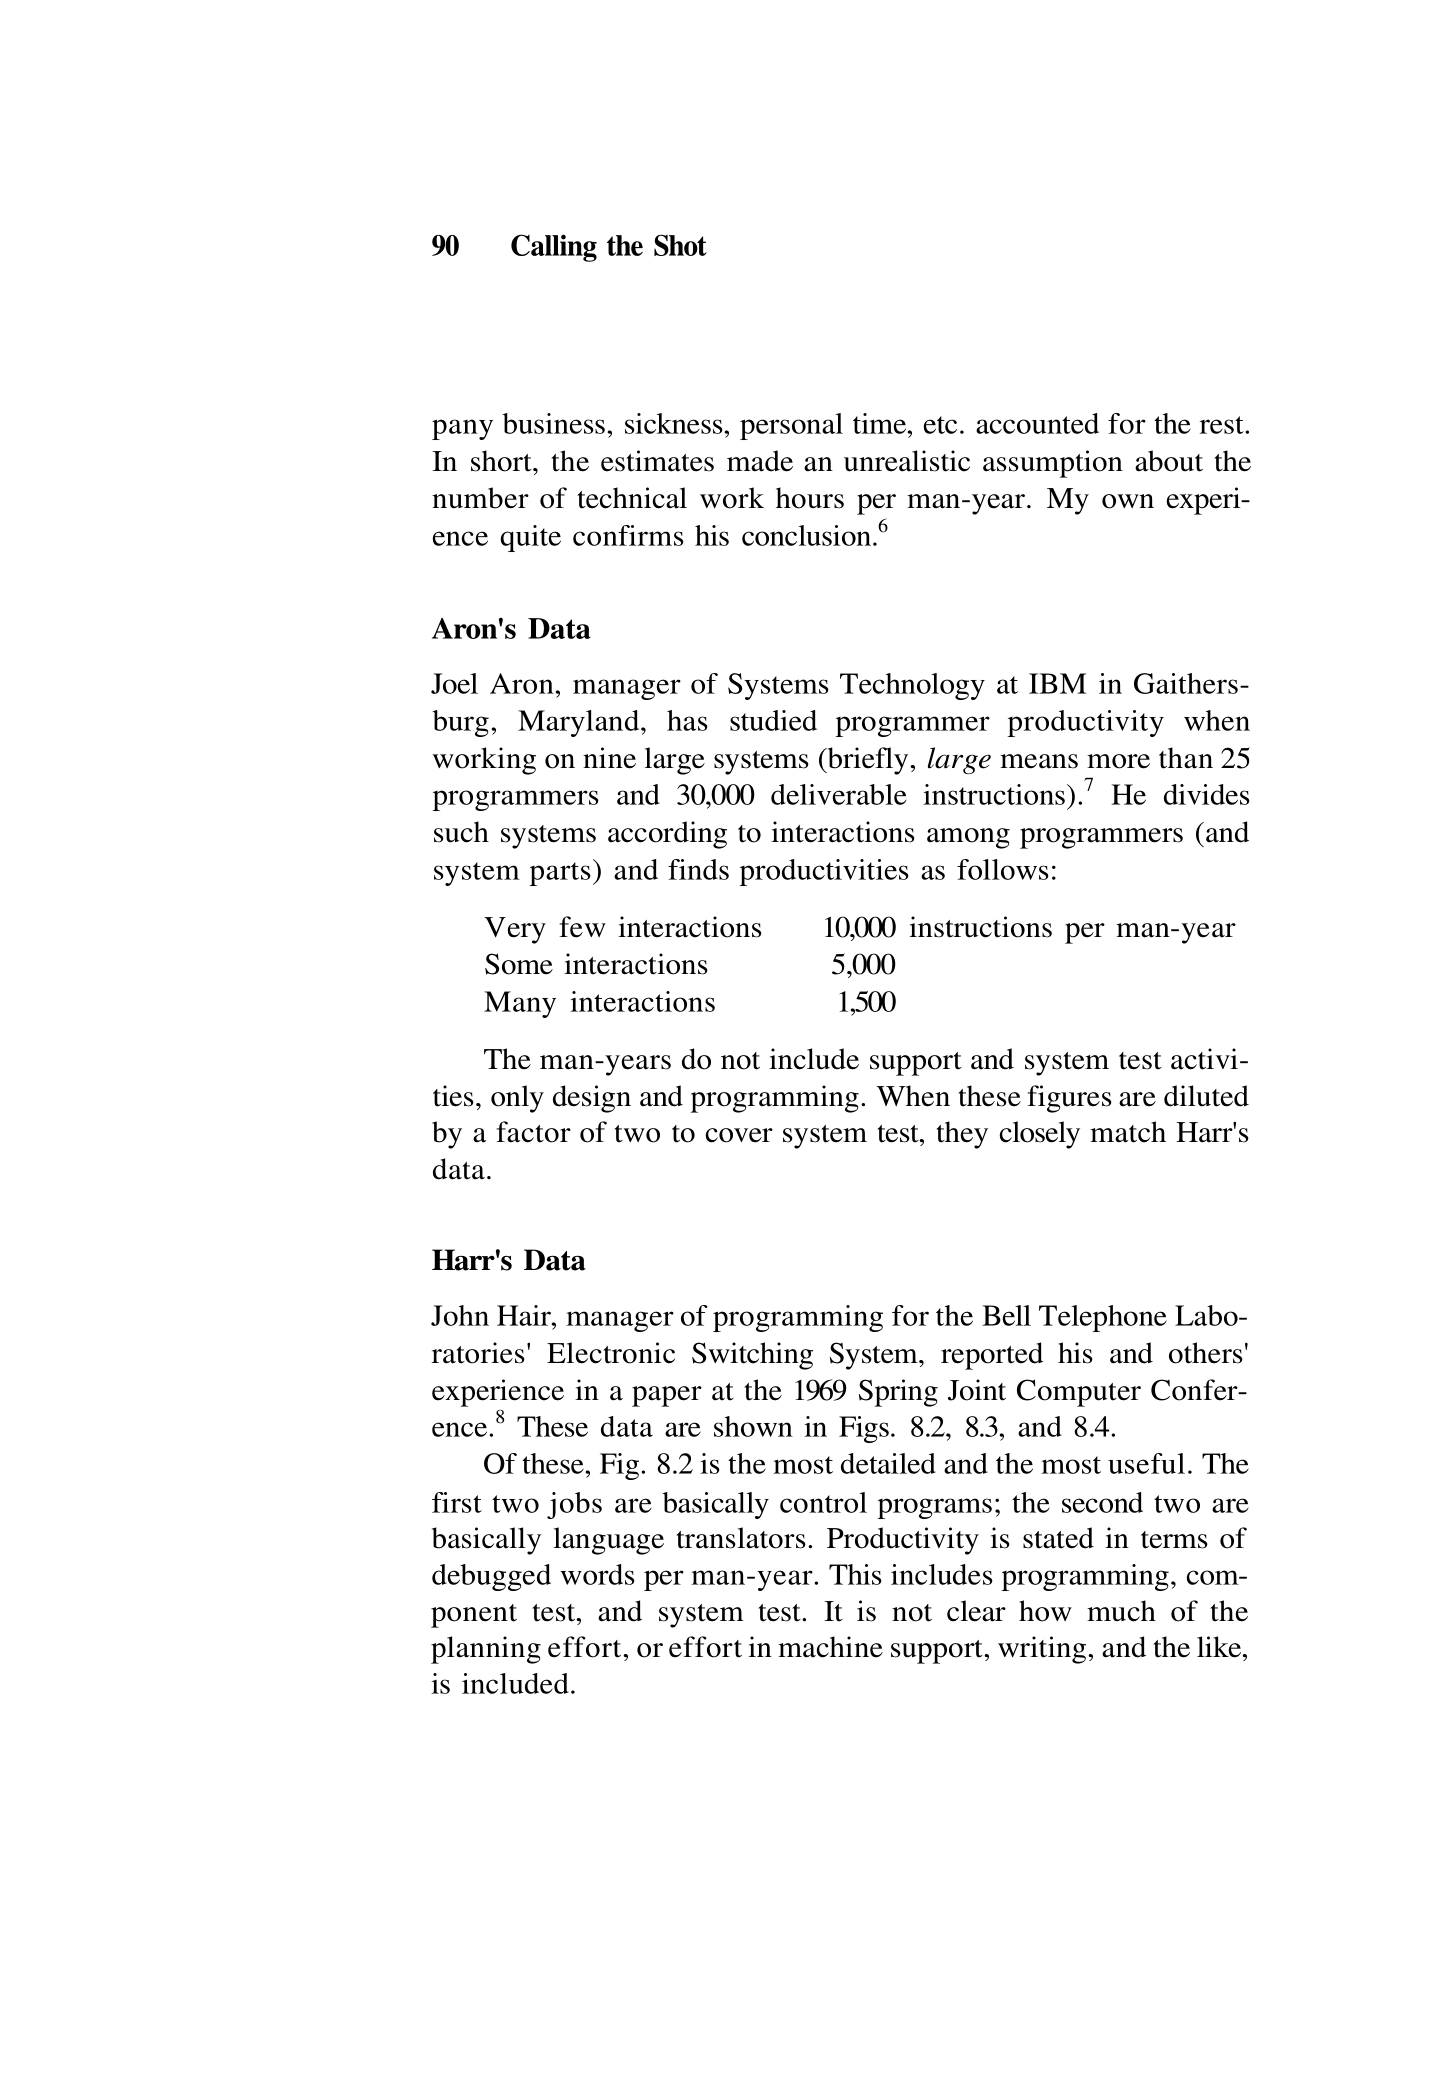 90 Calling the Shot
pany business, sickness, personal time, etc. accounted for the rest.
In short, the estimates made an unrealistic assumption about the
number of technical work hours per man-year. My own experi-
ence quite confirms his conclusion.6
Aron's Data
Joel Aron, manager of Systems Technology at IBM in Gaithers-
burg, Maryland, has studied programmer productivity when
working on nine large systems (briefly, large means more than 25
programmers and 30,000 deliverable instructions).7 He divides
such systems according to interactions among programmers (and
system parts) and finds productivities as follows:
Very few interactions 10,000 instructions per man-year
Some interactions 5,000
Many interactions 1,500
The man-years do not include support and system test activi-
ties, only design and programming. When these figures are diluted
by a factor of two to cover system test, they closely match Harr's
data.
Harr's Data
John Hair, manager of programming for the Bell Telephone Labo-
ratories' Electronic Switching System, reported his and others'
experience in a paper at the 1969 Spring Joint Computer Confer-
ence.8 These data are shown in Figs. 8.2, 8.3, and 8.4.
Of these, Fig. 8.2 is the most detailed and the most useful. The
first two jobs are basically control programs; the second two are
basically language translators. Productivity is stated in terms of
debugged words per man-year. This includes programming, com-
ponent test, and system test. It is not clear how much of the
planning effort, or effort in machine support, writing, and the like,
is included.